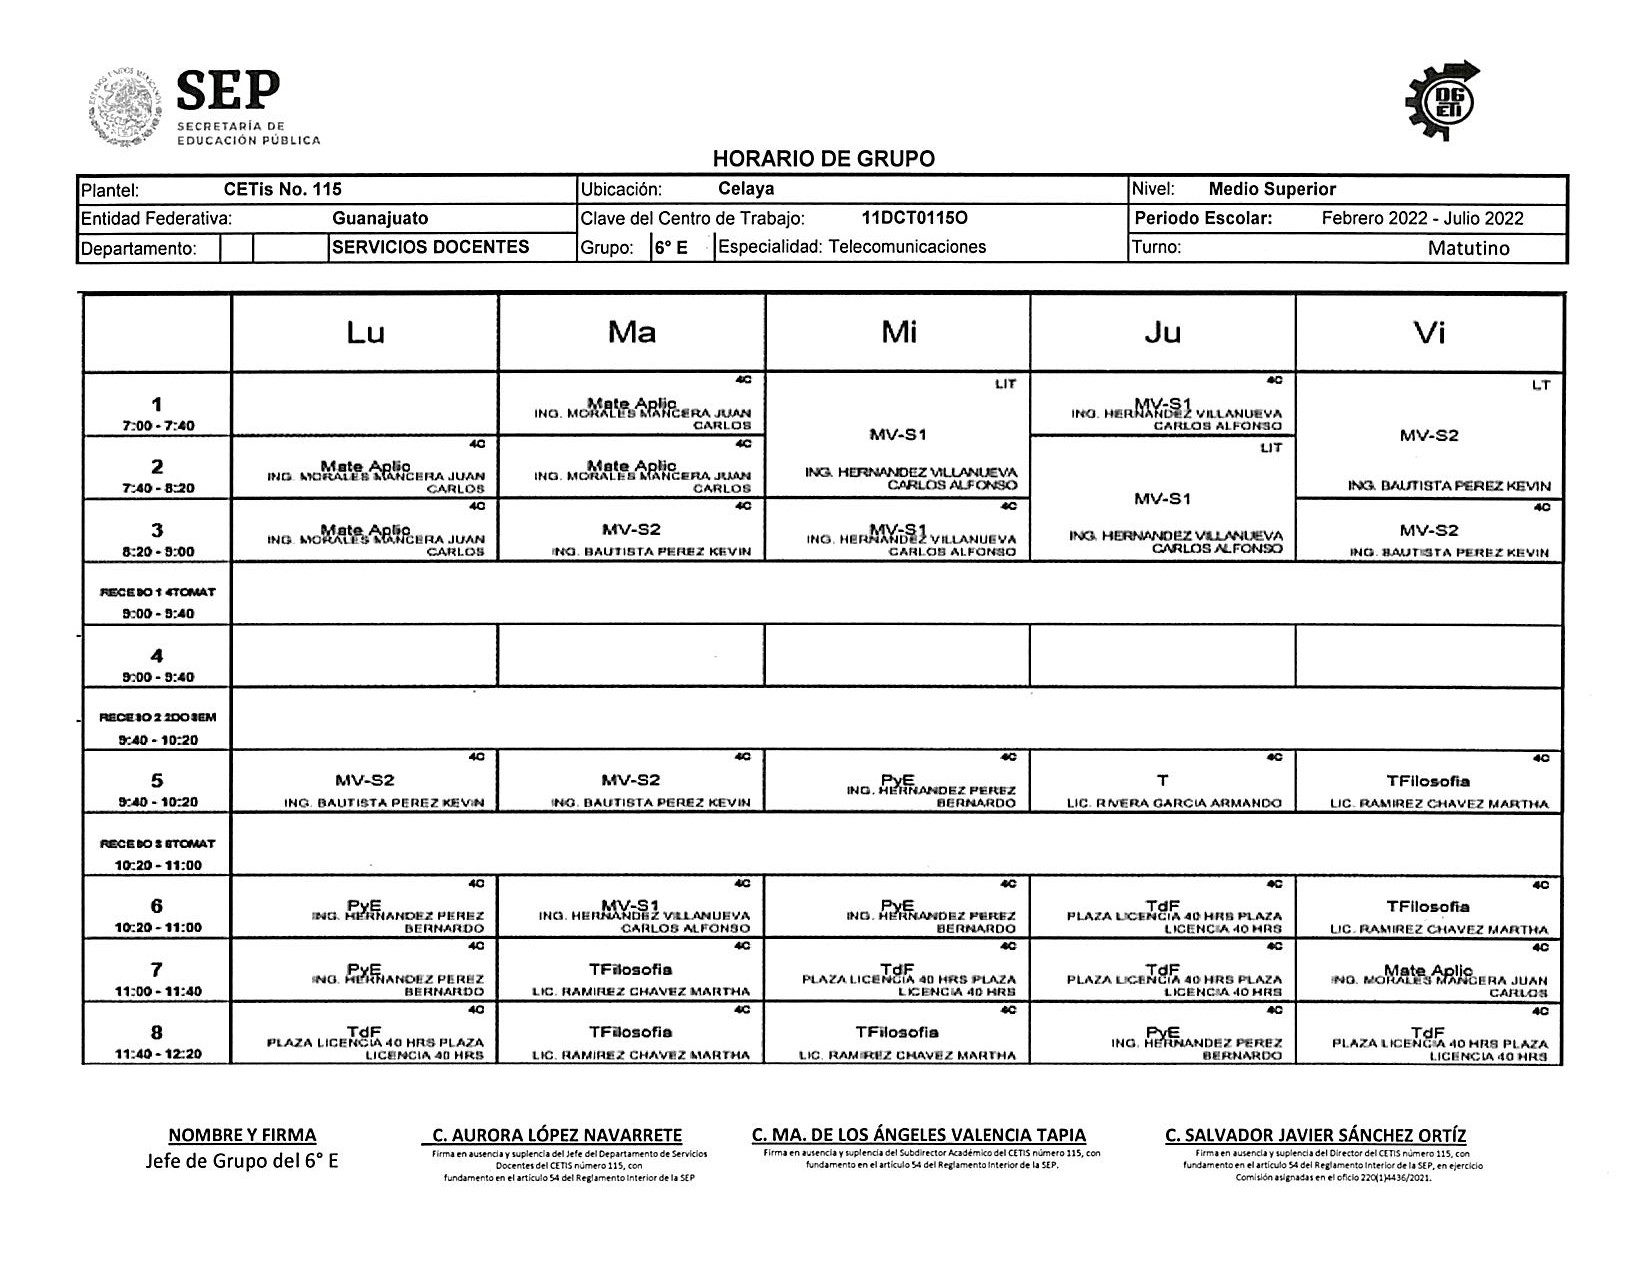 SEP
SECRETARÍA DE
EDUCACIÓN PÚBLICA
DG
ETI
HORARIO DE GRUPO
Plantel: CETis No. 115 Ubicación: Celaya Nivel: Medio Superior
Entidad Federativa: Guanajuato Clave del Centro de Trabajo: 11DCT0115O Periodo Escolar: Febrero 2022 - Julio 2022
Departamento: SERVICIOS DOCENTES Grupo: 6° E Especialidad: Telecomunicaciones Turno: Matutino
Lu Ma Mi Ju Vi
1
7:00 - 7:40
4C
Mate Aplic
ING. MORALES MANCERA JUAN
CARLOS
LIT
MV-S1
ING. HERNANDEZ VILLANUEVA
CARLOS ALFONSO
4C
MV-S1
ING. HERNANDEZ VILLANUEVA
CARLOS ALFONSO
LT
MV-S2
ING. BAUTISTA PEREZ KEVIN
2
7:40 - 8:20
4C
Mate Aplic
ING. MORALES MANCERA JUAN
CARLOS
4C
Mate Aplic
ING. MORALES MANCERA JUAN
CARLOS
LIT
MV-S1
ING. HERNANDEZ VILLANUEVA
CARLOS ALFONSO
3
8:20 - 9:00
4C
Mate Aplic
ING. MORALES MANCERA JUAN
CARLOS
4C
MV-S2
ING. BAUTISTA PEREZ KEVIN
4C
MV-S1
ING. HERNANDEZ VILLANUEVA
CARLOS ALFONSO
4C
MV-S2
ING. BAUTISTA PEREZ KEVIN
RECESO 1 4TOMAT
9:00 - 9:40
4
9:00 - 9:40
RECESO 2 2DOSEM
9:40 - 10:20
5
9:40 - 10:20
4C
MV-S2
ING. BAUTISTA PEREZ KEVIN
4C
MV-S2
ING. BAUTISTA PEREZ KEVIN
4C
PyE
ING. HERNANDEZ PEREZ
BERNARDO
4C
T
LIC. RIVERA GARCIA ARMANDO
4C
TFilosofia
LIC. RAMIREZ CHAVEZ MARTHA
RECESO 3 6TOMAT
10:20 - 11:00
6
10:20 - 11:00
4C
PyE
ING. HERNANDEZ PEREZ
BERNARDO
4C
MV-S1
ING. HERNANDEZ VILLANUEVA
CARLOS ALFONSO
4C
PyE
ING. HERNANDEZ PEREZ
BERNARDO
4C
TdF
PLAZA LICENCIA 40 HRS PLAZA
LICENCIA 40 HRS
4C
TFilosofia
LIC. RAMIREZ CHAVEZ MARTHA
7
11:00 - 11:40
4C
PyE
ING. HERNANDEZ PEREZ
BERNARDO
4C
TFilosofia
LIC. RAMIREZ CHAVEZ MARTHA
4C
TdF
PLAZA LICENCIA 40 HRS PLAZA
LICENCIA 40 HRS
4C
TdF
PLAZA LICENCIA 40 HRS PLAZA
LICENCIA 40 HRS
4C
Mate Aplic
ING. MORALES MANCERA JUAN
CARLOS
8
11:40 - 12:20
4C
TdF
PLAZA LICENCIA 40 HRS PLAZA
LICENCIA 40 HRS
4C
TFilosofia
LIC. RAMIREZ CHAVEZ MARTHA
4C
TFilosofia
LIC. RAMIREZ CHAVEZ MARTHA
4C
PyE
ING. HERNANDEZ PEREZ
BERNARDO
4C
TdF
PLAZA LICENCIA 40 HRS PLAZA
LICENCIA 40 HRS
NOMBRE Y FIRMA
Jefe de Grupo del 6° E
C. AURORA LÓPEZ NAVARRETE
Firma en ausencia y suplencia del Jefe del Departamento de Servicios
Docentes del CETIS número 115, con
fundamento en el artículo 54 del Reglamento Interior de la SEP
C. MA. DE LOS ÁNGELES VALENCIA TAPIA
Firma en ausencia y suplencia del Subdirector Académico del CETIS número 115, con
fundamento en el artículo 54 del Reglamento Interior de la SEP.
C. SALVADOR JAVIER SÁNCHEZ ORTÍZ
Firma en ausencia y suplencia del Director del CETIS número 115, con
fundamento en el artículo 54 del Reglamento Interior de la SEP, en ejercicio
Comisión asignadas en el oficio 220(1)4436/2021.